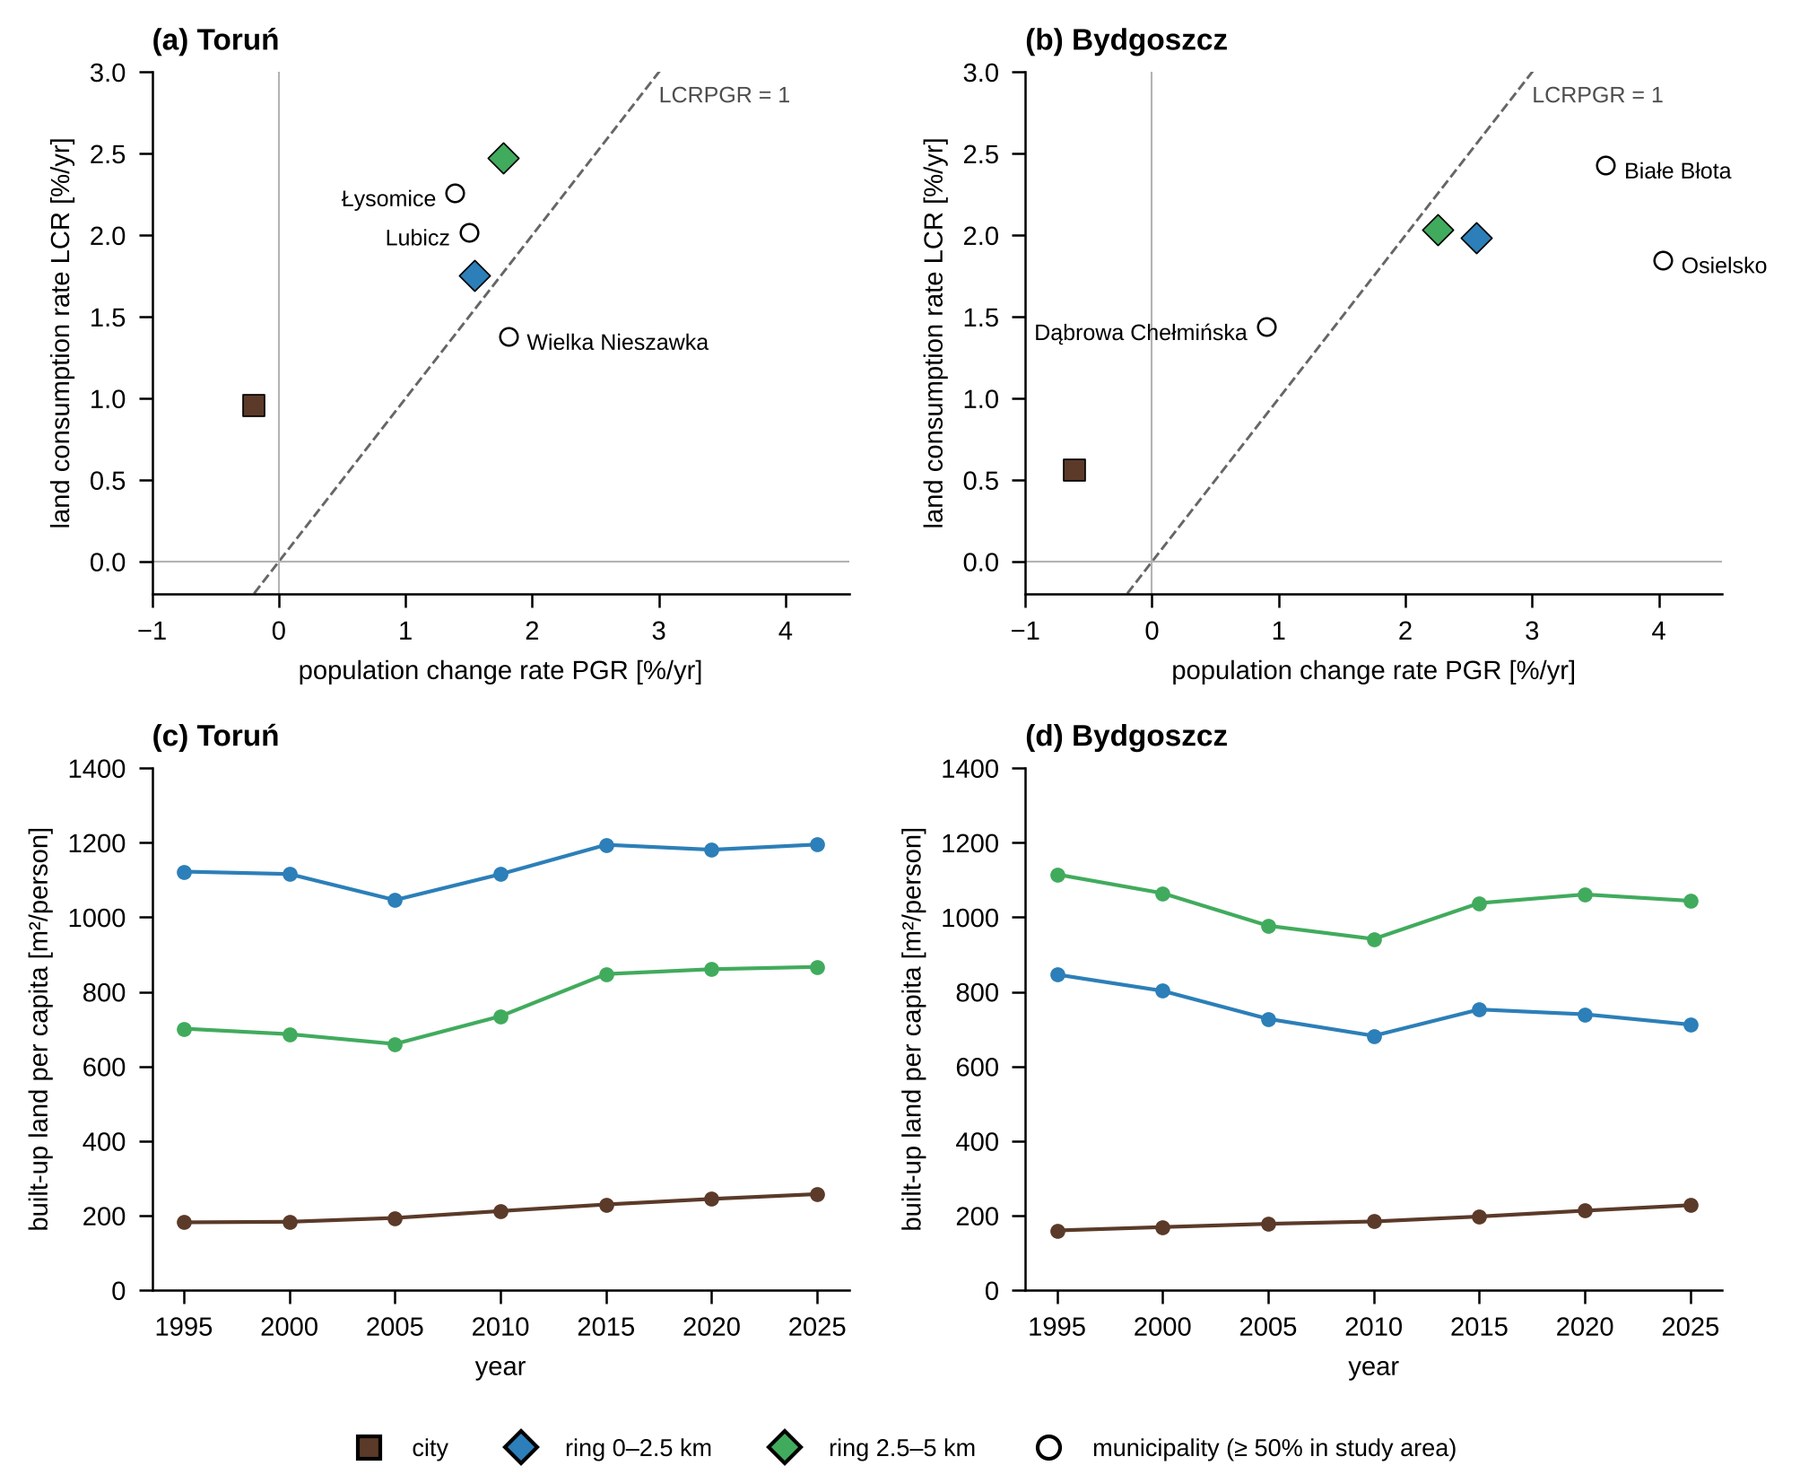 (a) Toruń
3.0
2.5
2.0
1.5
1.0
0.5
0.0
land consumption rate LCR [%/yr]
LCRPGR = 1
Łysomice
Lubicz
Wielka Nieszawka
−1 0 1 2 3 4
population change rate PGR [%/yr]
(b) Bydgoszcz
3.0
2.5
2.0
1.5
1.0
0.5
0.0
land consumption rate LCR [%/yr]
LCRPGR = 1
Białe Błota
Osielsko
Dąbrowa Chełmińska
−1 0 1 2 3 4
population change rate PGR [%/yr]
(c) Toruń
1400
1200
1000
800
600
400
200
0
built-up land per capita [m²/person]
1995 2000 2005 2010 2015 2020 2025
year
(d) Bydgoszcz
1400
1200
1000
800
600
400
200
0
built-up land per capita [m²/person]
1995 2000 2005 2010 2015 2020 2025
year
city ring 0–2.5 km ring 2.5–5 km municipality (≥ 50% in study area)